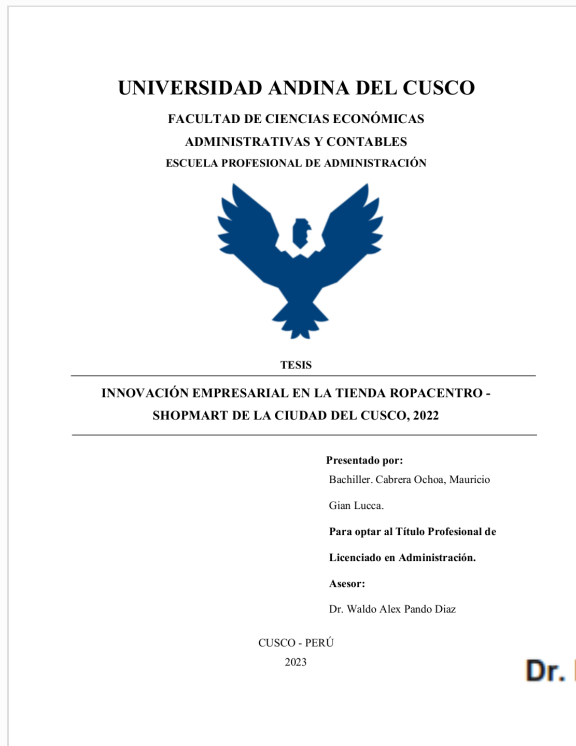 UNIVERSIDAD ANDINA DEL CUSCO
FACULTAD DE CIENCIAS ECONÓMICAS
ADMINISTRATIVAS Y CONTABLES
ESCUELA PROFESIONAL DE ADMINISTRACIÓN
TESIS
INNOVACIÓN EMPRESARIAL EN LA TIENDA ROPACENTRO -
SHOPMART DE LA CIUDAD DEL CUSCO, 2022
Presentado por:
Bachiller. Cabrera Ochoa, Mauricio
Gian Lucca.
Para optar al Título Profesional de
Licenciado en Administración.
Asesor:
Dr. Waldo Alex Pando Diaz
CUSCO - PERÚ
2023
Dr.